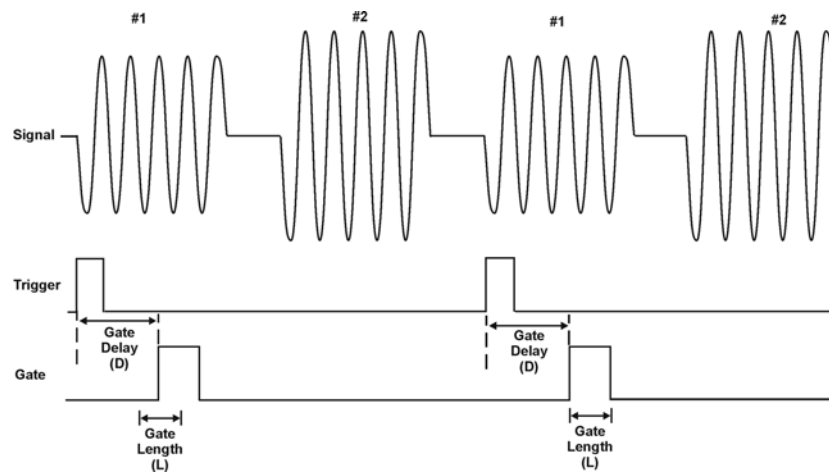 #1
#2
#1
#2
Signal
Trigger
Gate
Delay
(D)
Gate
Delay
(D)
Gate
Gate
Length
(L)
Gate
Length
(L)